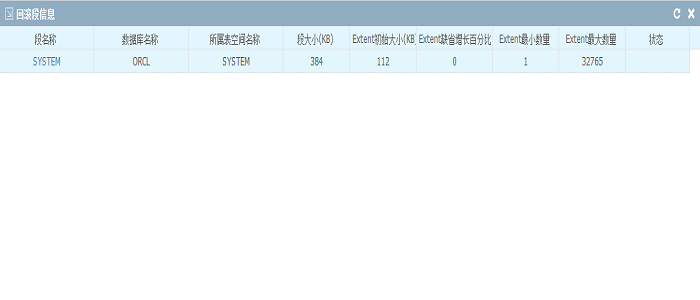 回滚段信息
段名称 数据库名称 所属表空间名称 段大小(KB) Extent初始大小(KB Extent缺省增长百分比 Extent最小数量 Extent最大数量 状态
SYSTEM ORCL SYSTEM 384 112 0 1 32765